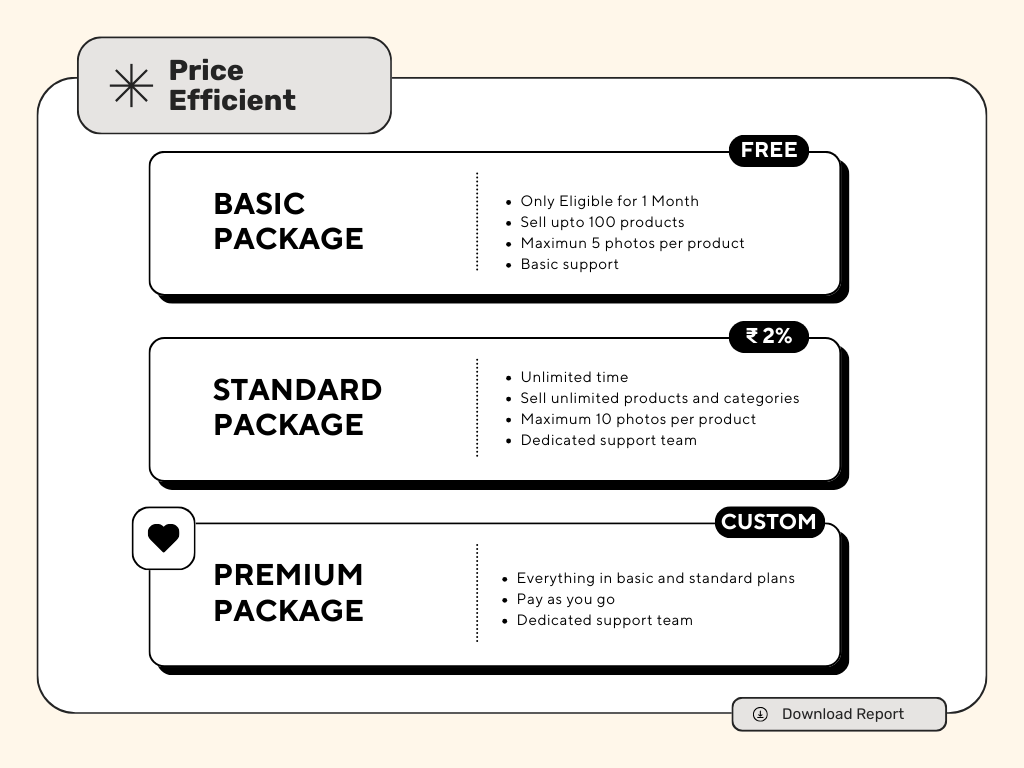 Price
Efficient
FREE
BASIC
PACKAGE
• Only Eligible for 1 Month
• Sell upto 100 products
• Maximun 5 photos per product
• Basic support
₹ 2%
STANDARD
PACKAGE
• Unlimited time
• Sell unlimited products and categories
• Maximum 10 photos per product
• Dedicated support team
CUSTOM
PREMIUM
PACKAGE
• Everything in basic and standard plans
• Pay as you go
• Dedicated support team
Download Report